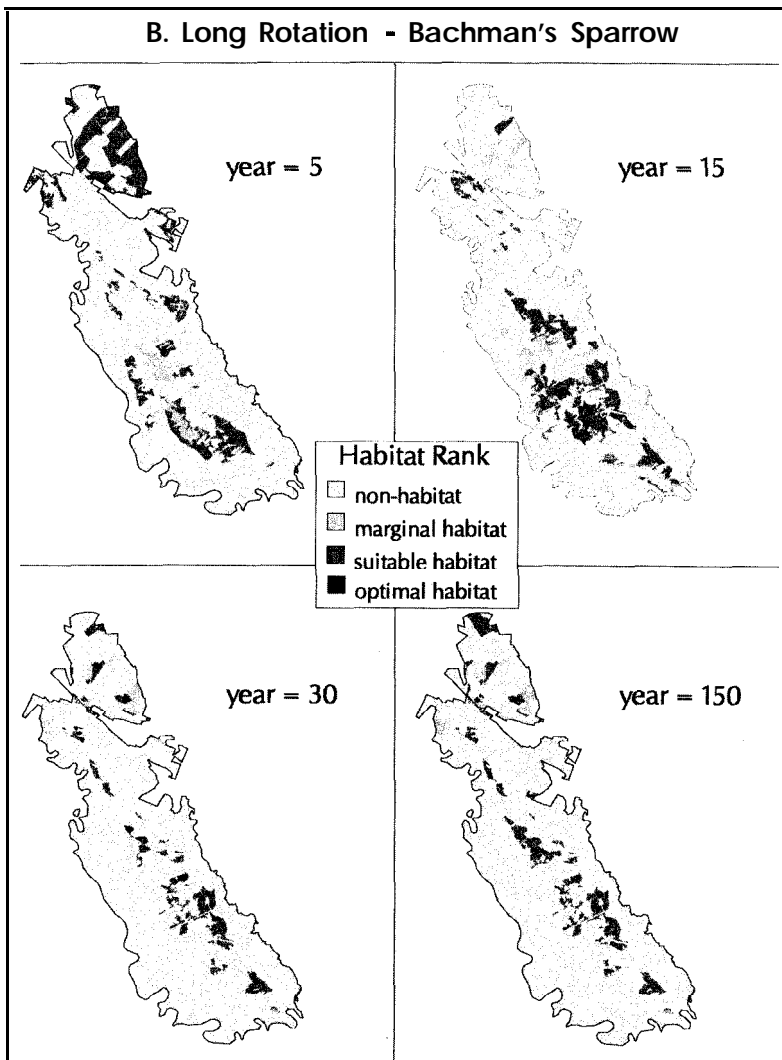 B. Long Rotation - Bachman's Sparrow
year = 5
year = 15
Habitat Rank
non-habitat
marginal habitat
suitable habitat
optimal habitat
year = 30
year = 150